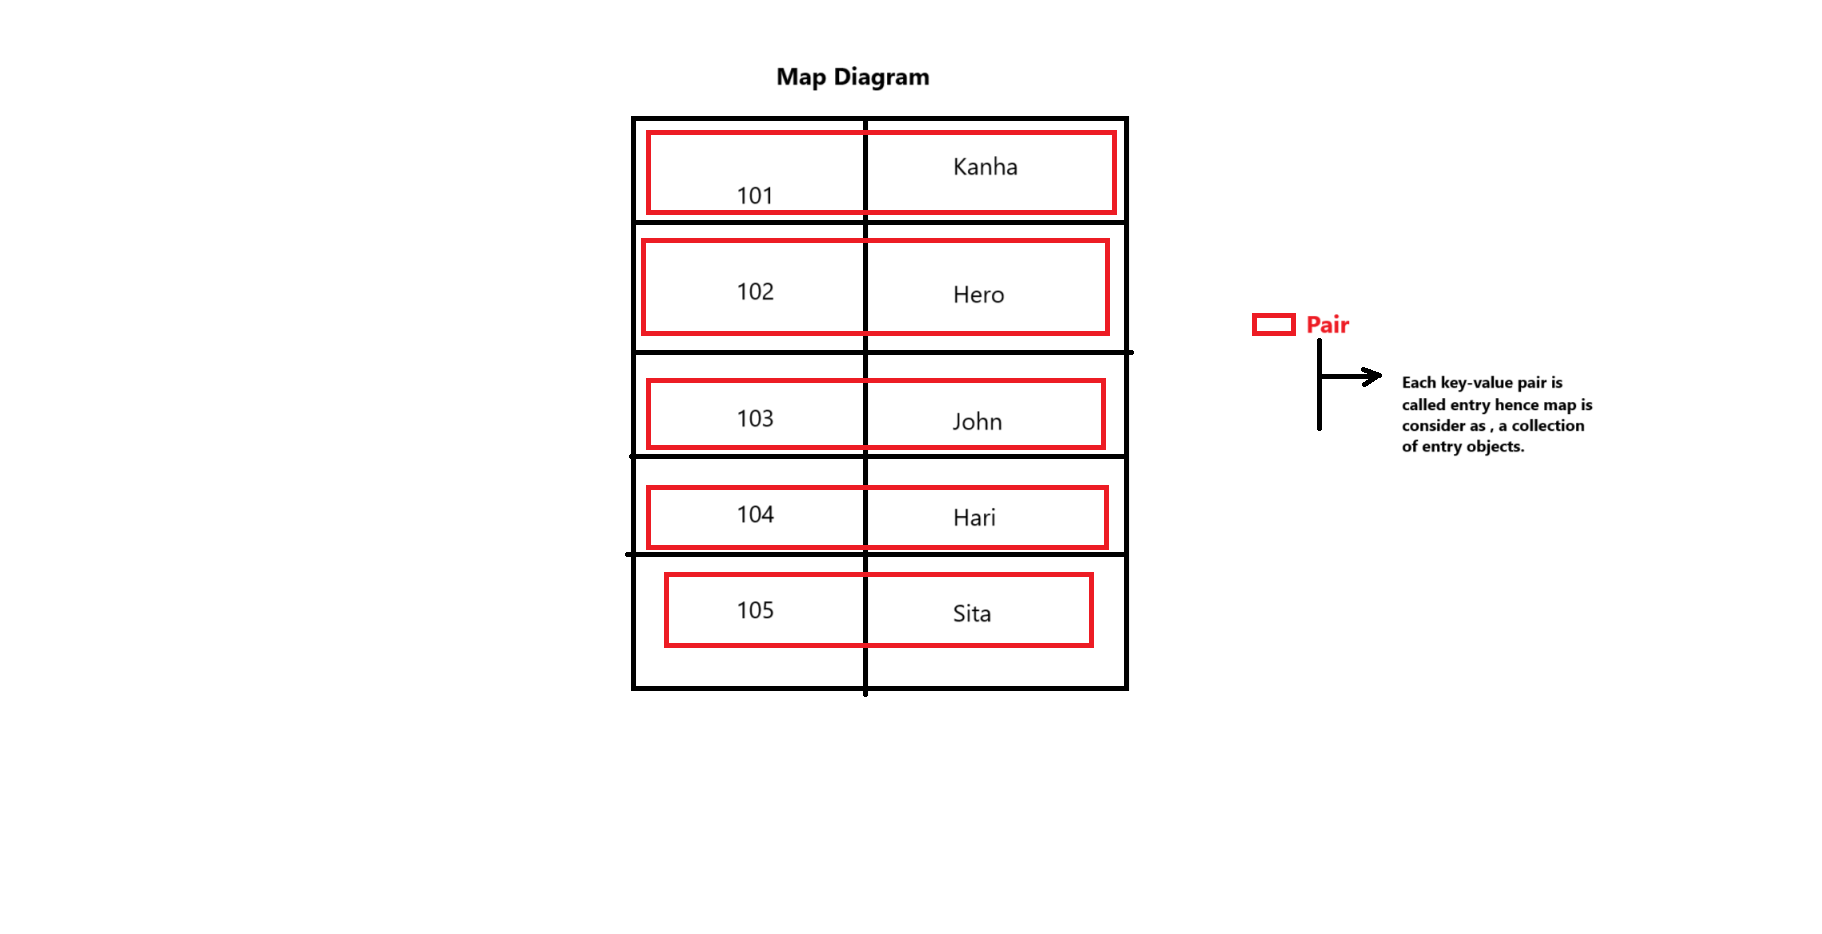 Map Diagram
101 Kanha
102 Hero
103 John
104 Hari
105 Sita
Pair
Each key-value pair is
called entry hence map is
consider as , a collection
of entry objects.